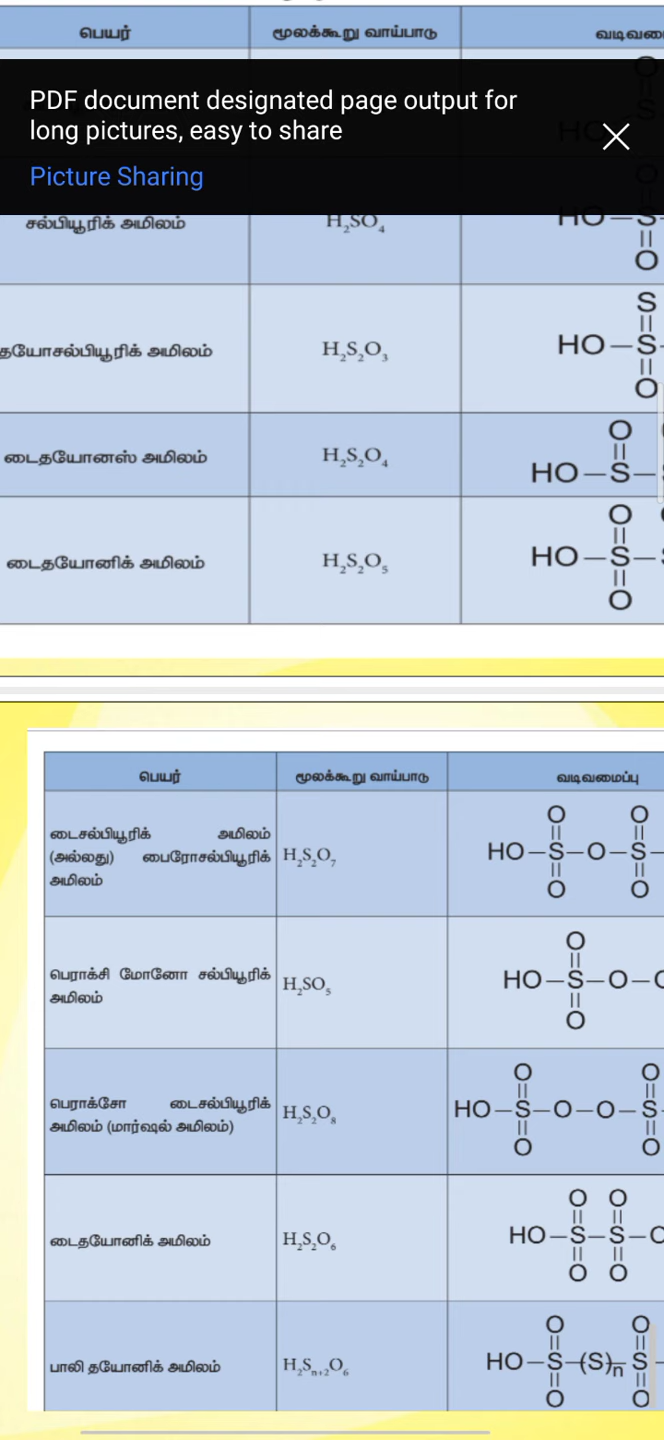 பெயர் மூலக்கூறு வாய்பாடு
PDF document designated page output for
long pictures, easy to share
Picture Sharing
சல்பியூரிக் அமிலம் H₂SO₄ HO–S
O
S
தயோசல்பியூரிக் அமிலம் H₂S₂O₃ HO–S
O
O
டைதயோனஸ் அமிலம் H₂S₂O₄ HO–S–
O
டைதயோனிக் அமிலம் H₂S₂O₅ HO–S–
O
பெயர் மூலக்கூறு வாய்பாடு வடிவமைப்பு
O O
டைசல்பியூரிக் அமிலம்
(அல்லது) பைரோசல்பியூரிக் H₂S₂O₇ HO–S–O–S–
அமிலம்
O O
O
பெராக்சி மோனோ சல்பியூரிக் H₂SO₅ HO–S–O–
அமிலம்
O
O O
பெராக்சோ டைசல்பியூரிக் H₂S₂O₈ HO–S–O–O–S
அமிலம் (மார்ஷல் அமிலம்)
O O
O O
டைதயோனிக் அமிலம் H₂S₂O₆ HO–S–S–
O O
O O
பாலி தயோனிக் அமிலம் H₂Sₙ₊₂O₆ HO–S–(S)ₙ–S–
O O